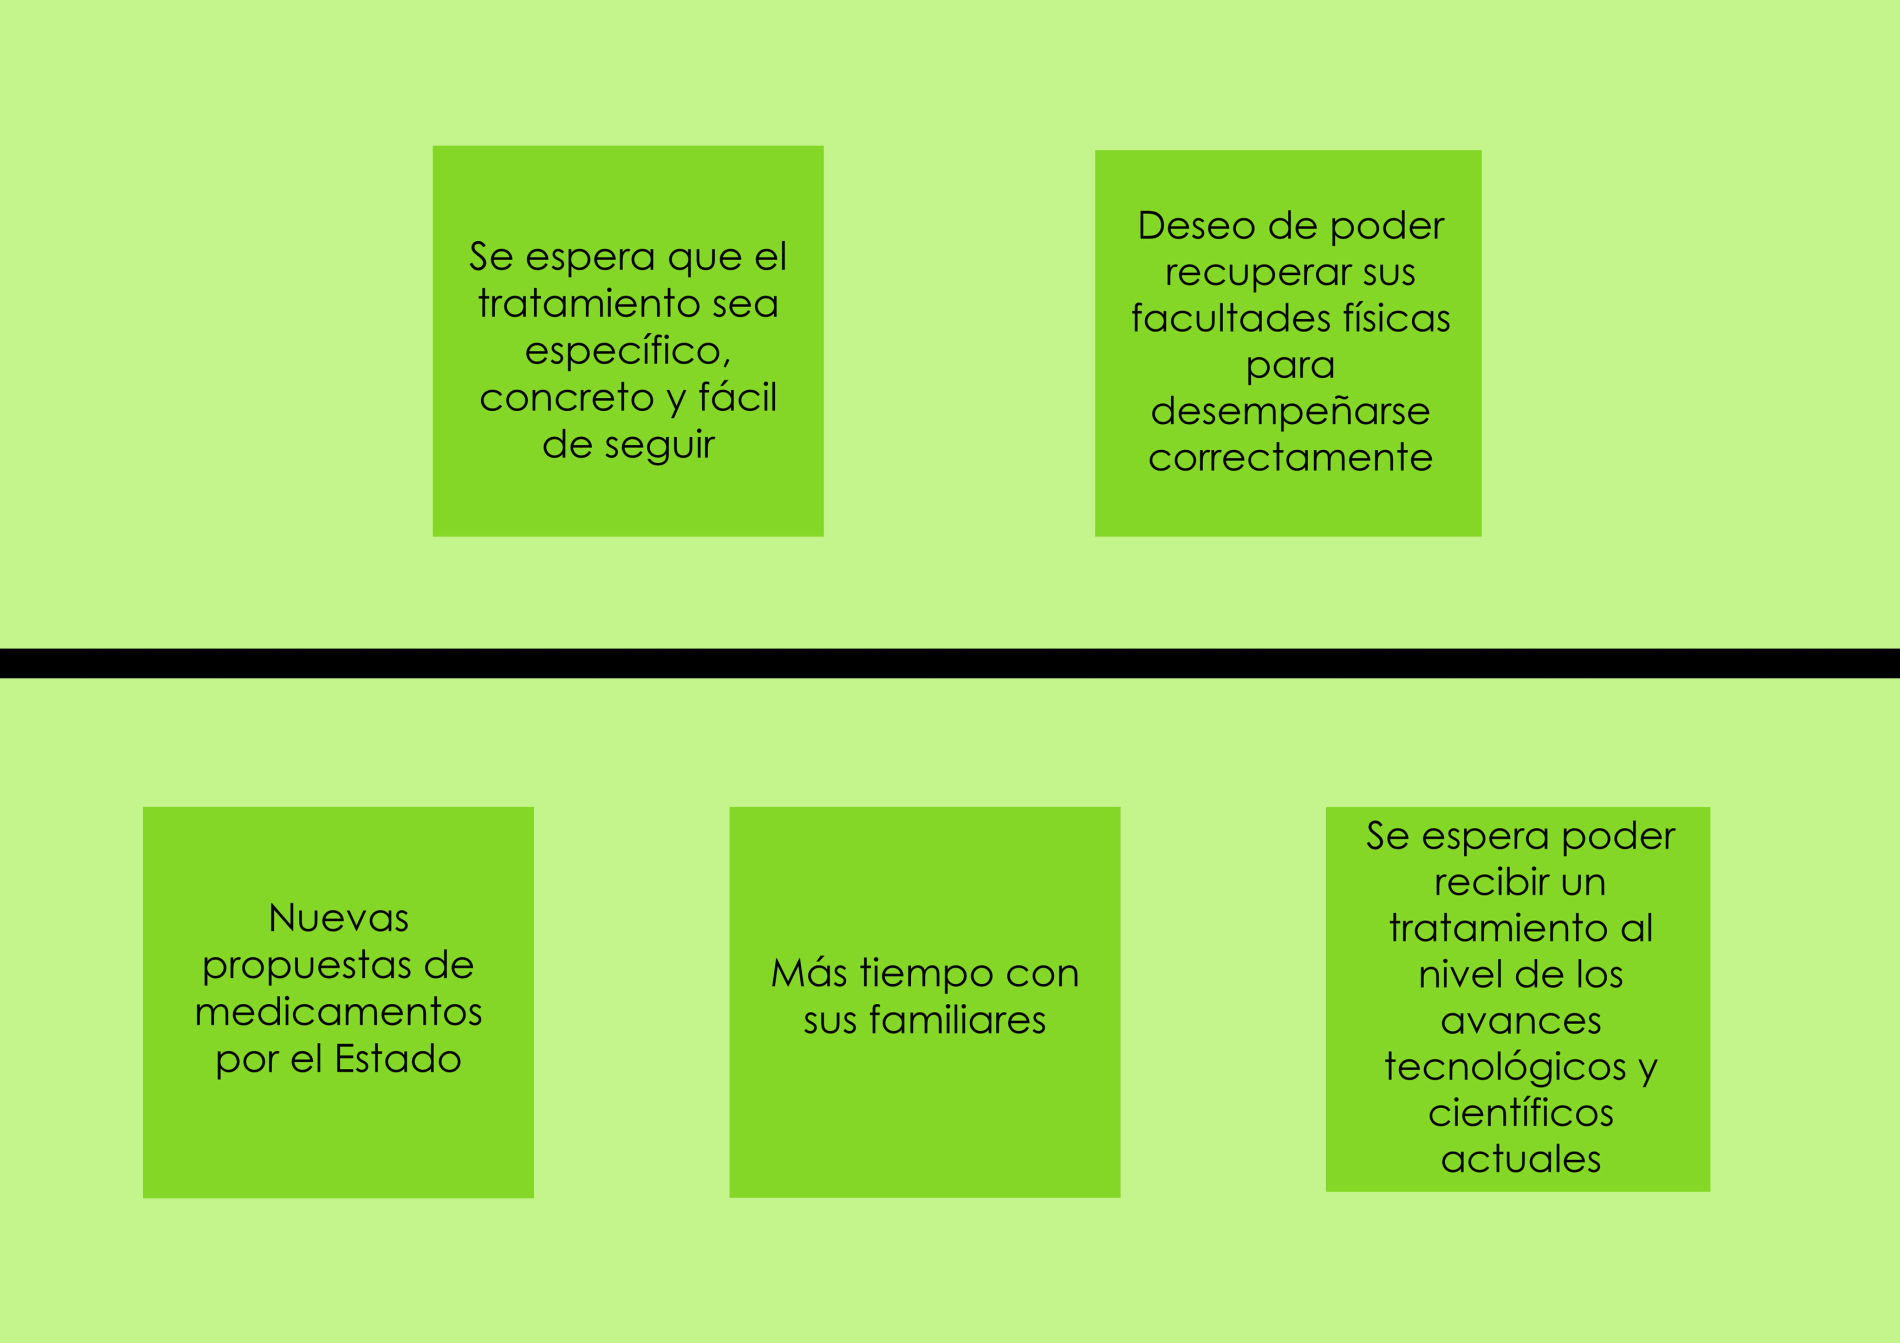 Se espera que el
tratamiento sea
específico,
concreto y fácil
de seguir
Deseo de poder
recuperar sus
facultades físicas
para
desempeñarse
correctamente
Nuevas
propuestas de
medicamentos
por el Estado
Más tiempo con
sus familiares
Se espera poder
recibir un
tratamiento al
nivel de los
avances
tecnológicos y
científicos
actuales